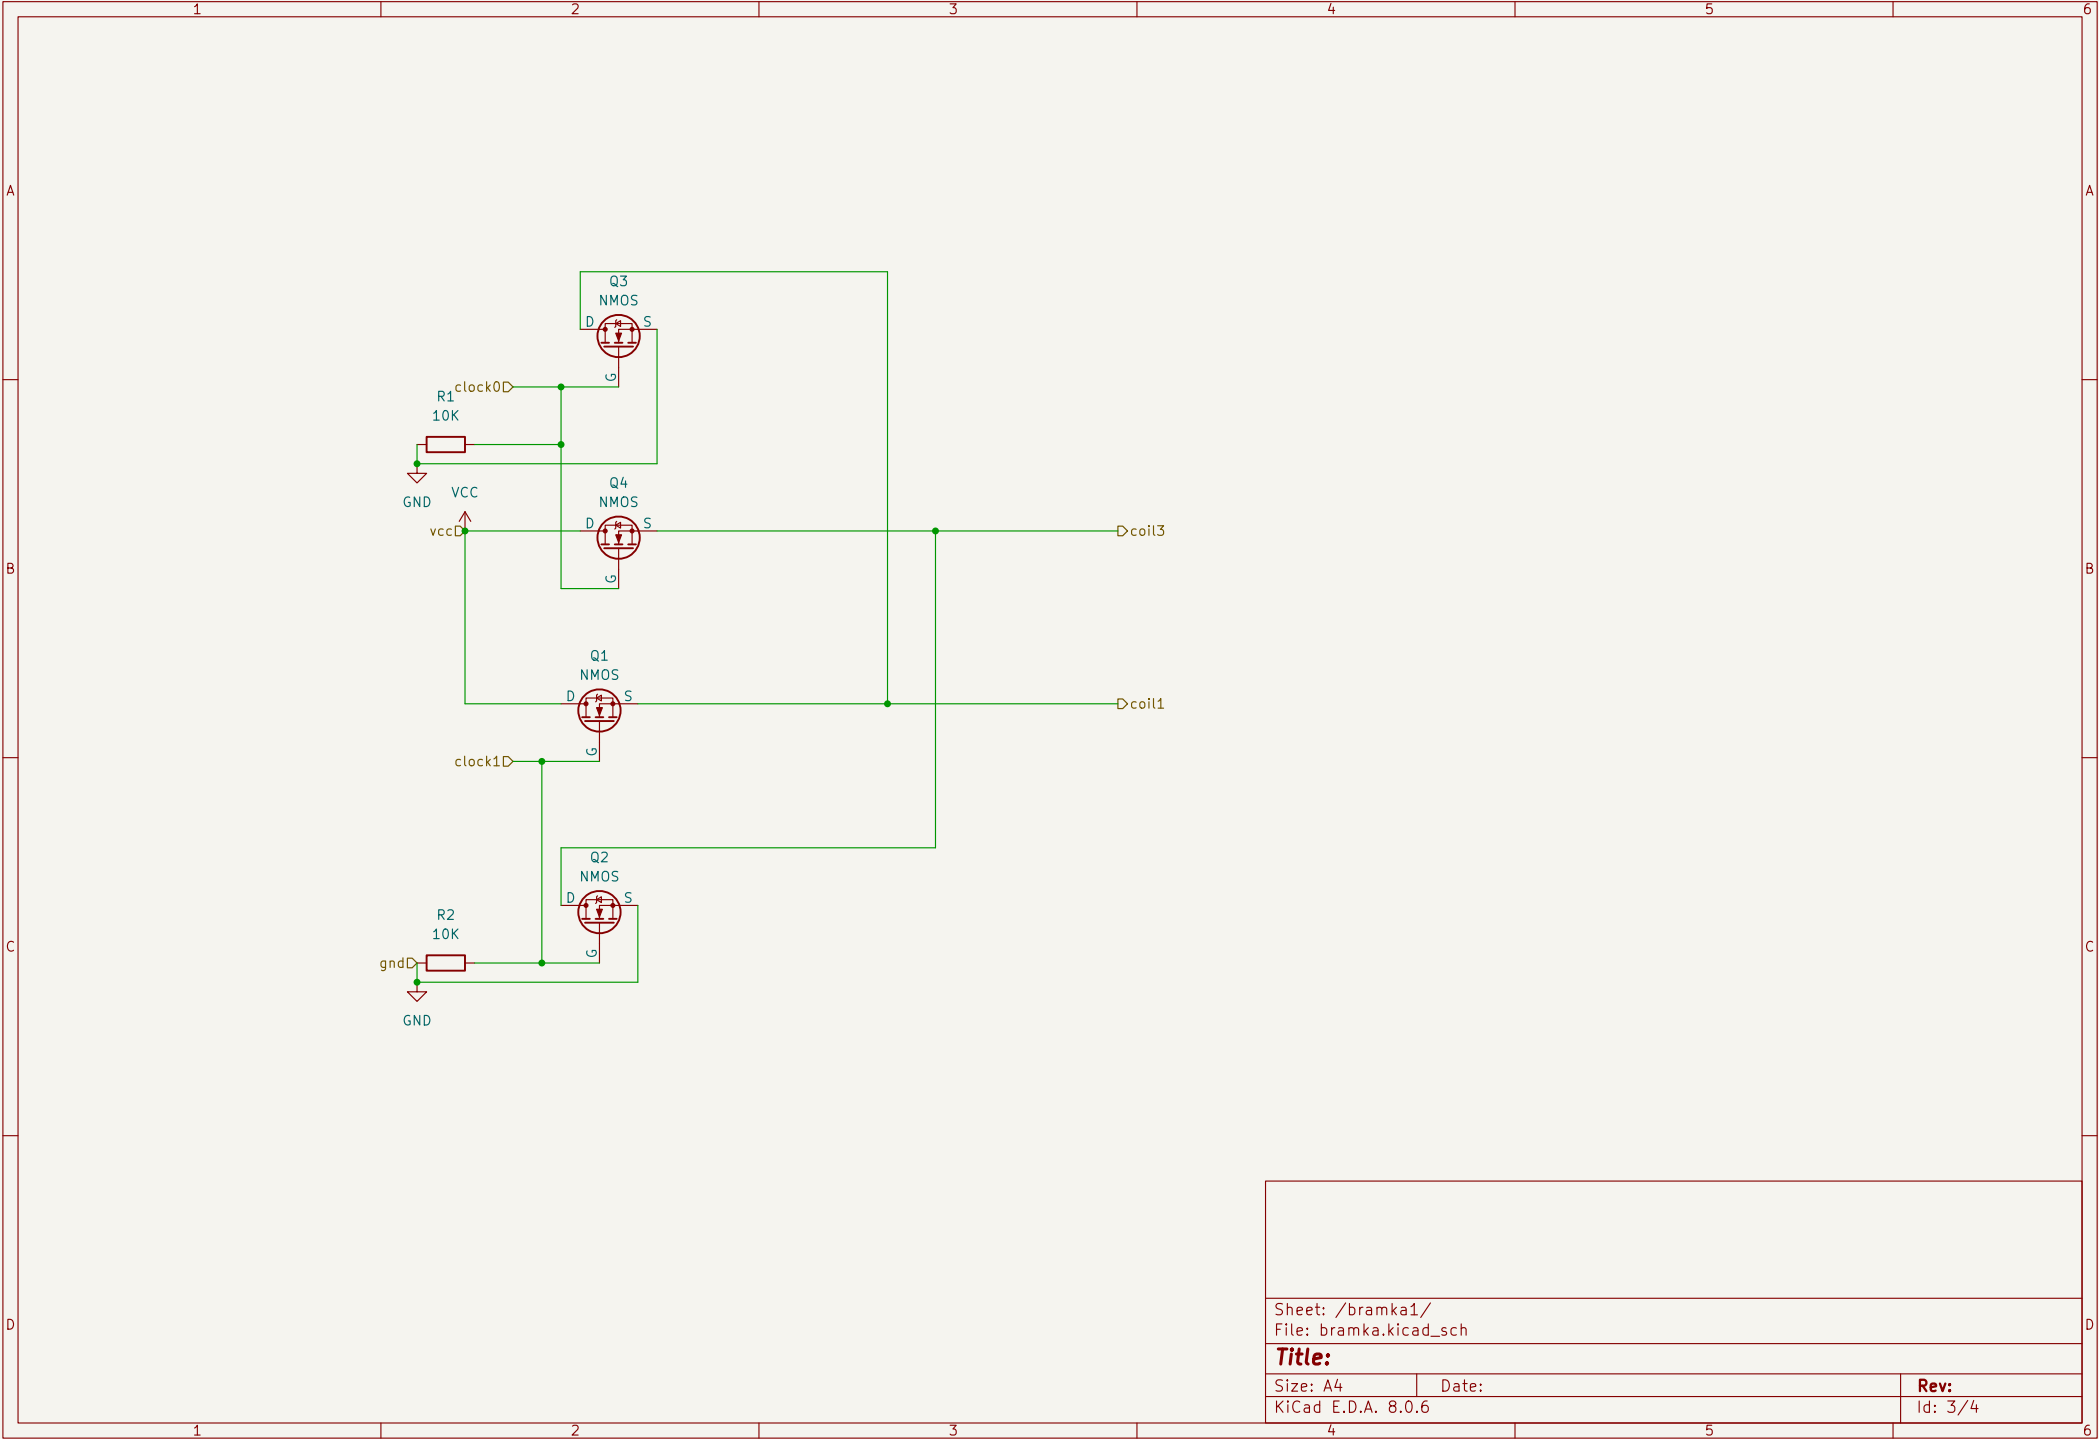 1 2 3 4 5 6
A A
Q3
NMOS
D S
G
clock0
R1
10K
GND
VCC
Q4
NMOS
vcc D S coil3
G
B B
Q1
NMOS
D S coil1
G
clock1
Q2
NMOS
D S
R2
10K
G
gnd
C C
GND
Sheet: /bramka1/
File: bramka.kicad_sch
D D
Title:
Size: A4 Date: Rev:
KiCad E.D.A. 8.0.6 Id: 3/4
1 2 3 4 5 6